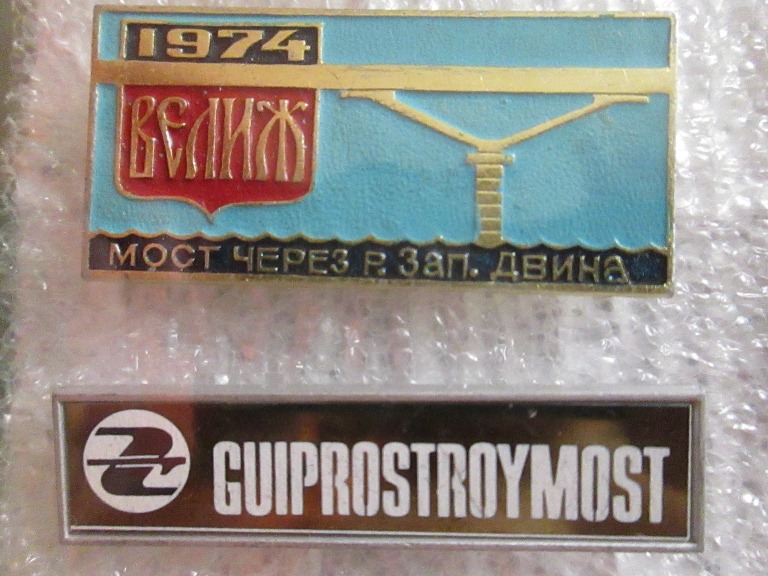 1974
ВЕЛИЖ
МОСТ ЧЕРЕЗ Р. ЗАП. ДВИНА
GUIPROSTROYMOST